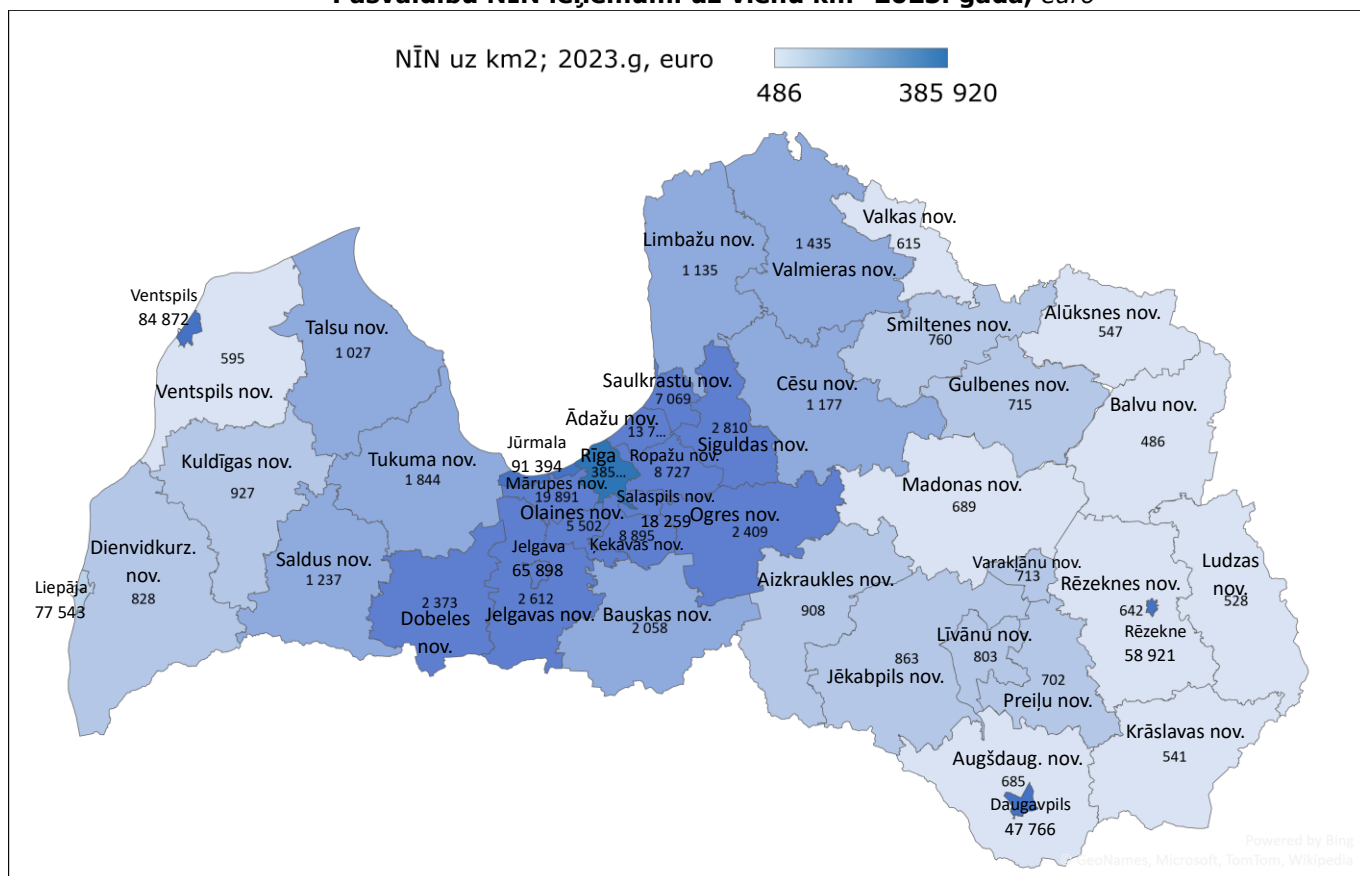 NĪN uz km2; 2023.g, euro
486
385 920
Valkas nov.
615
Limbažu nov.
1 135
1 435
Valmieras nov.
Ventspils
84 872
Talsu nov.
1 027
Smiltenes nov.
760
Alūksnes nov.
547
595
Ventspils nov.
Saulkrastu nov.
7 069
Cēsu nov.
1 177
Gulbenes nov.
715
Balvu nov.
486
Ādažu nov.
13 7...
2 810
Siguldas nov.
Jūrmala
91 394
Rīga
385...
Ropažu nov.
8 727
Kuldīgas nov.
927
Tukuma nov.
1 844
Mārupes nov.
19 891
Salaspils nov.
18 259
Madonas nov.
689
Olaines nov.
5 502
8 895
Ķekavas nov.
Ogres nov.
2 409
Dienvidkurz.
nov.
828
Liepāja
77 543
Saldus nov.
1 237
Jelgava
65 898
Varakļānu nov.
713
Aizkraukles nov.
908
Rēzeknes nov.
642
Rēzekne
58 921
Ludzas
nov.
528
2 373
Dobeles
nov.
2 612
Jelgavas nov.
Bauskas nov.
2 058
Līvānu nov.
803
863
Jēkabpils nov.
702
Preiļu nov.
Krāslavas nov.
541
Augšdaug. nov.
685
Daugavpils
47 766
Powered by Bing
GeoNames, Microsoft, TomTom, Wikipedia